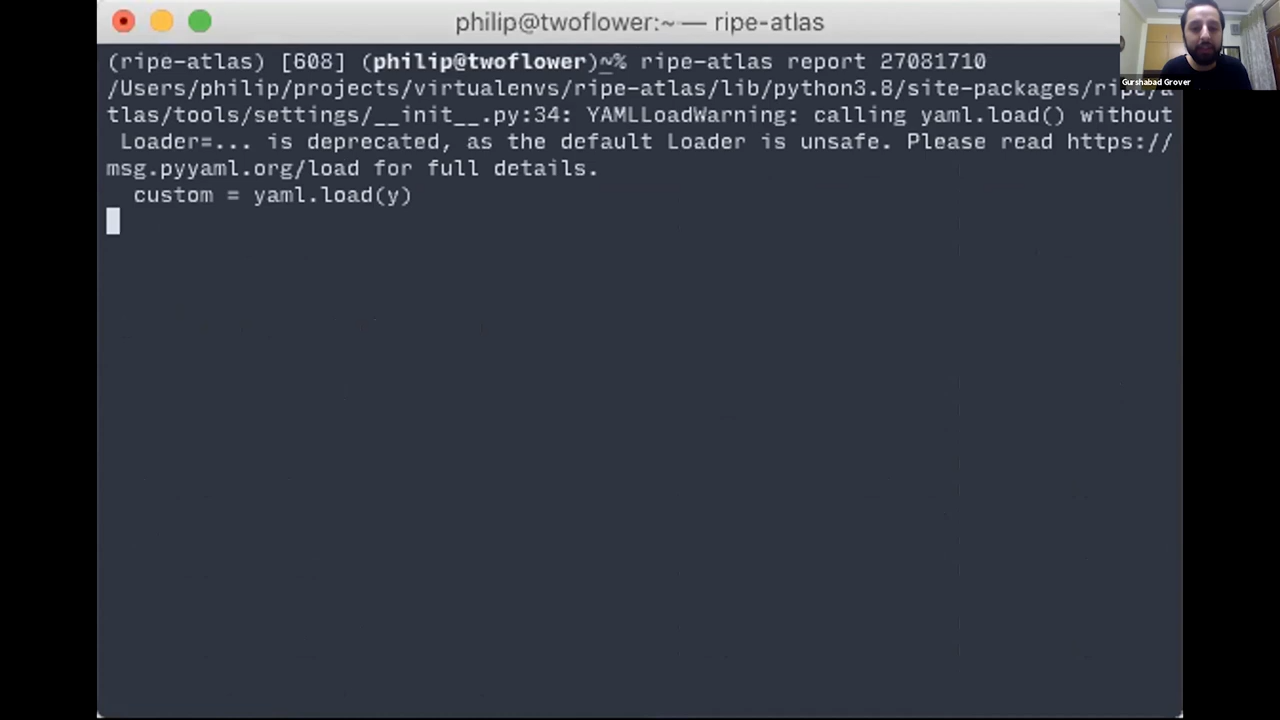 philip@twoflower:~ — ripe-atlas
Gurshabad Grover
(ripe-atlas) [608] (philip@twoflower)~% ripe-atlas report 27081710
/Users/philip/projects/virtualenvs/ripe-atlas/lib/python3.8/site-packages/ripe/a
tlas/tools/settings/__init__.py:34: YAMLLoadWarning: calling yaml.load() without
 Loader=... is deprecated, as the default Loader is unsafe. Please read https://
msg.pyyaml.org/load for full details.
  custom = yaml.load(y)